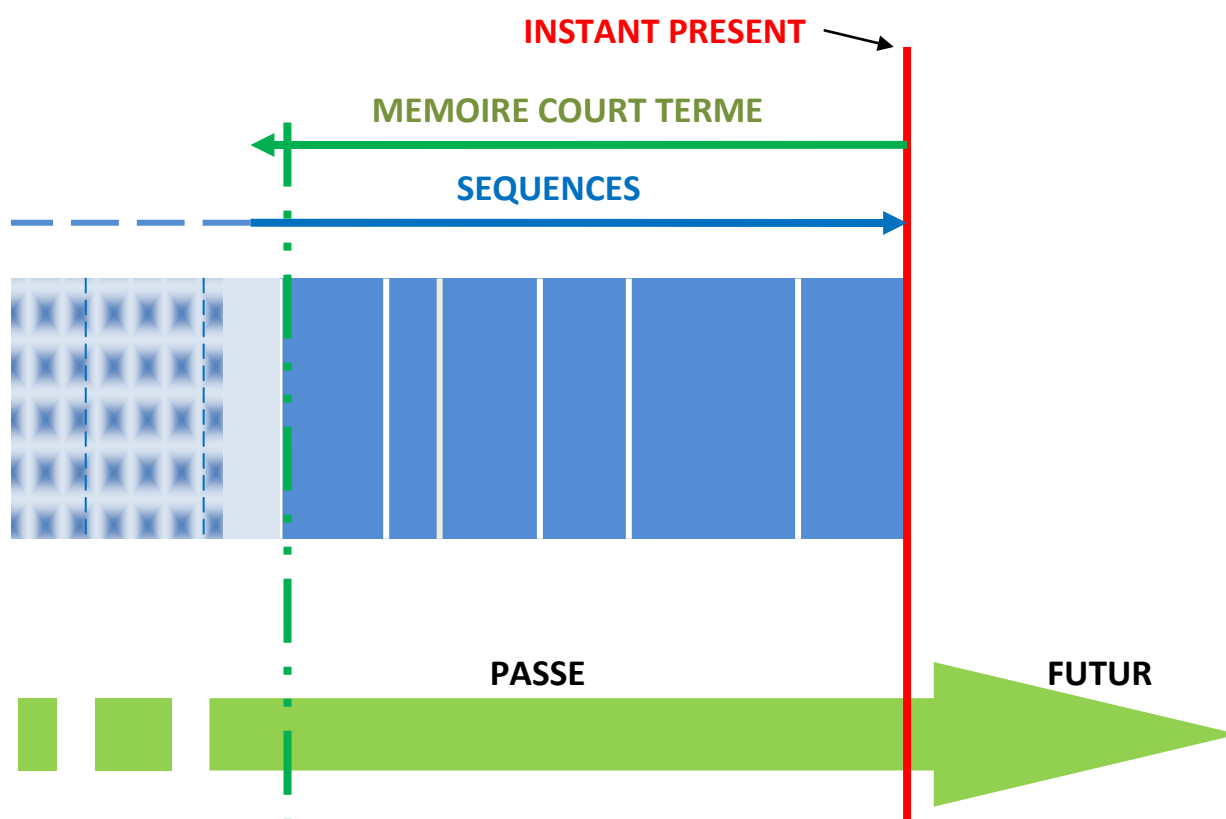 INSTANT PRESENT
MEMOIRE COURT TERME
SEQUENCES
PASSE
FUTUR